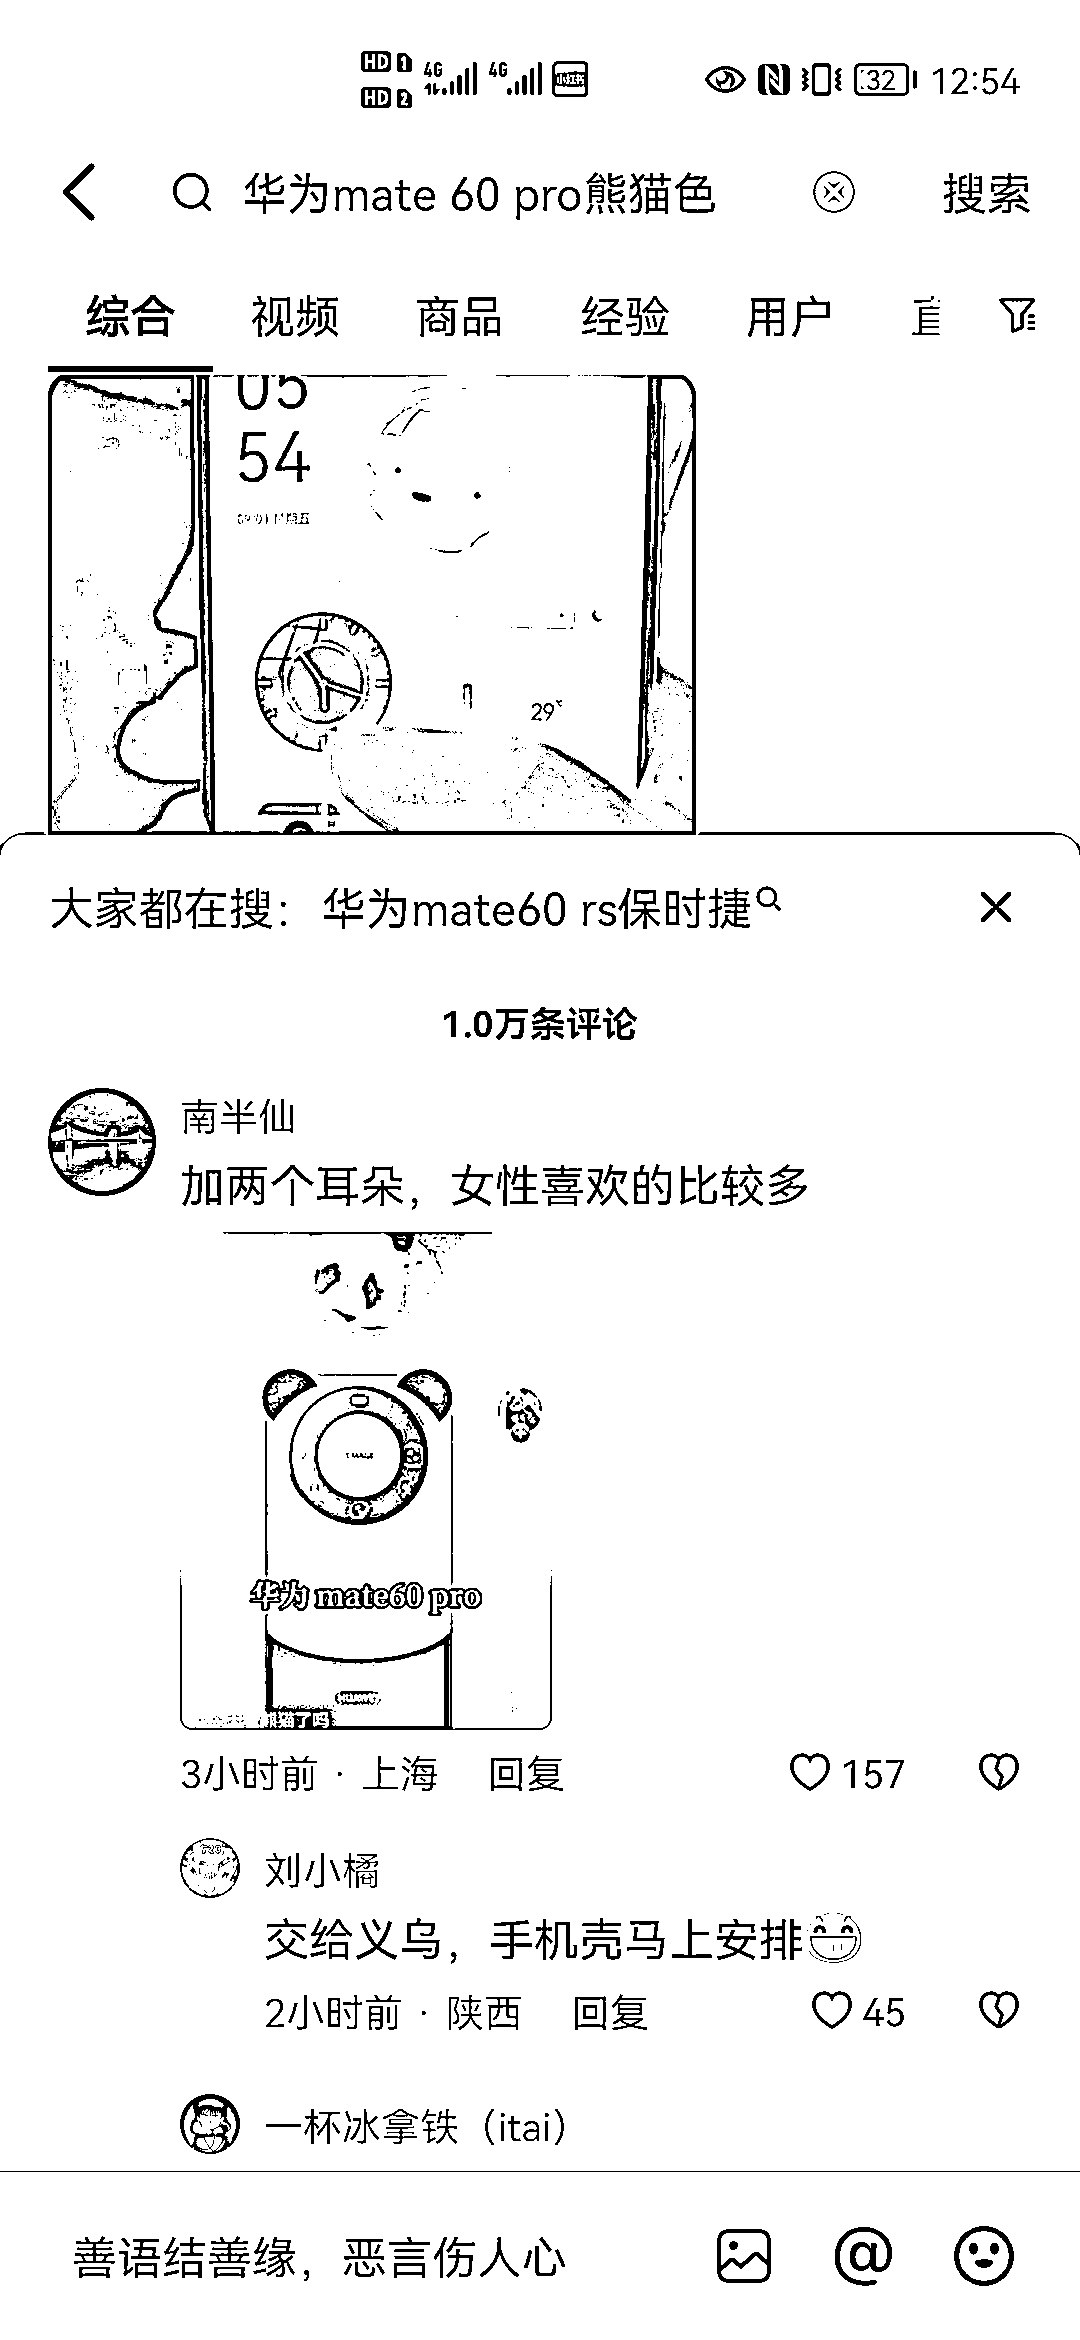 HD 1 4G 4G 32 12:54
HD 2
华为mate 60 pro熊猫色 搜索
综合 视频 商品 经验 用户 直
05
54
29°
大家都在搜：华为mate60 rs保时捷
1.0万条评论
南半仙
加两个耳朵，女性喜欢的比较多
华为 mate60 pro
HUAWEI
3小时前 · 上海 回复 157
刘小橘
交给义乌，手机壳马上安排
2小时前 · 陕西 回复 45
一杯冰拿铁（itai）
善语结善缘，恶言伤人心